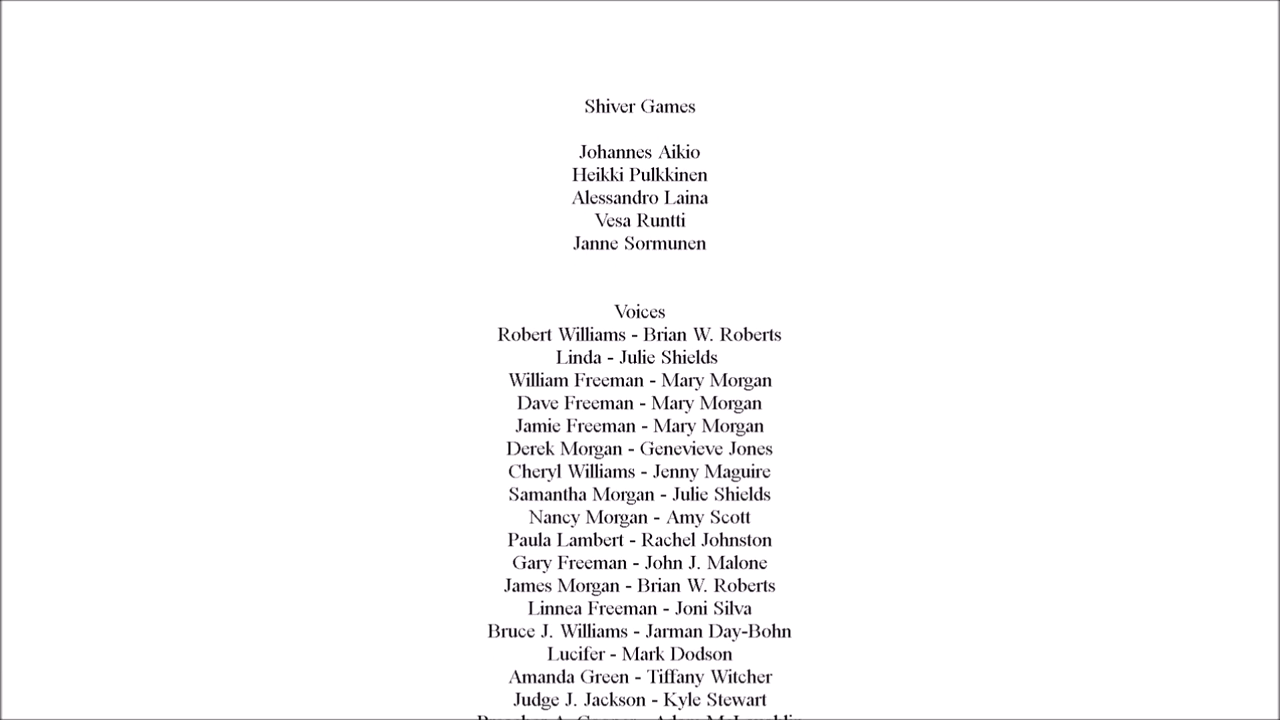 Shiver Games
Johannes Aikio
Heikki Pulkkinen
Alessandro Laina
Vesa Runtti
Janne Sormunen
Voices
Robert Williams - Brian W. Roberts
Linda - Julie Shields
William Freeman - Mary Morgan
Dave Freeman - Mary Morgan
Jamie Freeman - Mary Morgan
Derek Morgan - Genevieve Jones
Cheryl Williams - Jenny Maguire
Samantha Morgan - Julie Shields
Nancy Morgan - Amy Scott
Paula Lambert - Rachel Johnston
Gary Freeman - John J. Malone
James Morgan - Brian W. Roberts
Linnea Freeman - Joni Silva
Bruce J. Williams - Jarman Day-Bohn
Lucifer - Mark Dodson
Amanda Green - Tiffany Witcher
Judge J. Jackson - Kyle Stewart